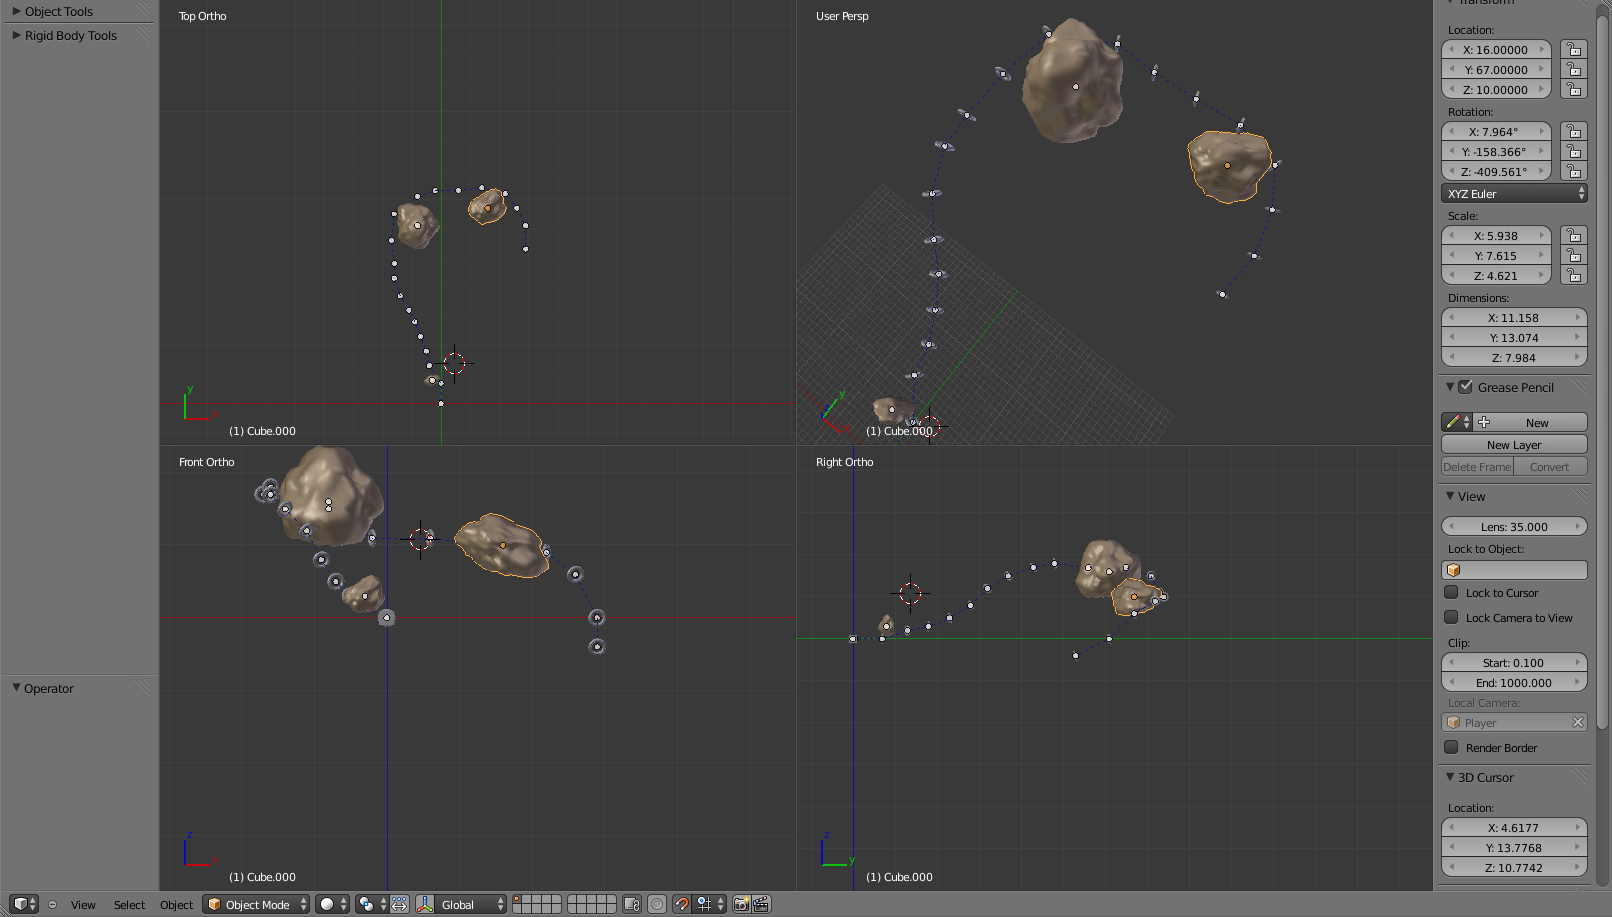 Object Tools
Rigid Body Tools
Operator
Top Ortho
y
x
(1) Cube.000
User Persp
y
(1) Cube.000
Front Ortho
z
x
(1) Cube.000
Right Ortho
z
y
(1) Cube.000
Transform
Location:
X: 16.00000
Y: 67.00000
Z: 10.00000
Rotation:
X: 7.964°
Y: -158.366°
Z: -409.561°
XYZ Euler
Scale:
X: 5.938
Y: 7.615
Z: 4.621
Dimensions:
X: 11.158
Y: 13.074
Z: 7.984
Grease Pencil
New
New Layer
Delete Frame Convert
View
Lens: 35.000
Lock to Object:
Lock to Cursor
Lock Camera to View
Clip:
Start: 0.100
End: 1000.000
Local Camera:
Player
Render Border
3D Cursor
Location:
X: 4.6177
Y: 13.7768
Z: 10.7742
View Select Object Object Mode Global